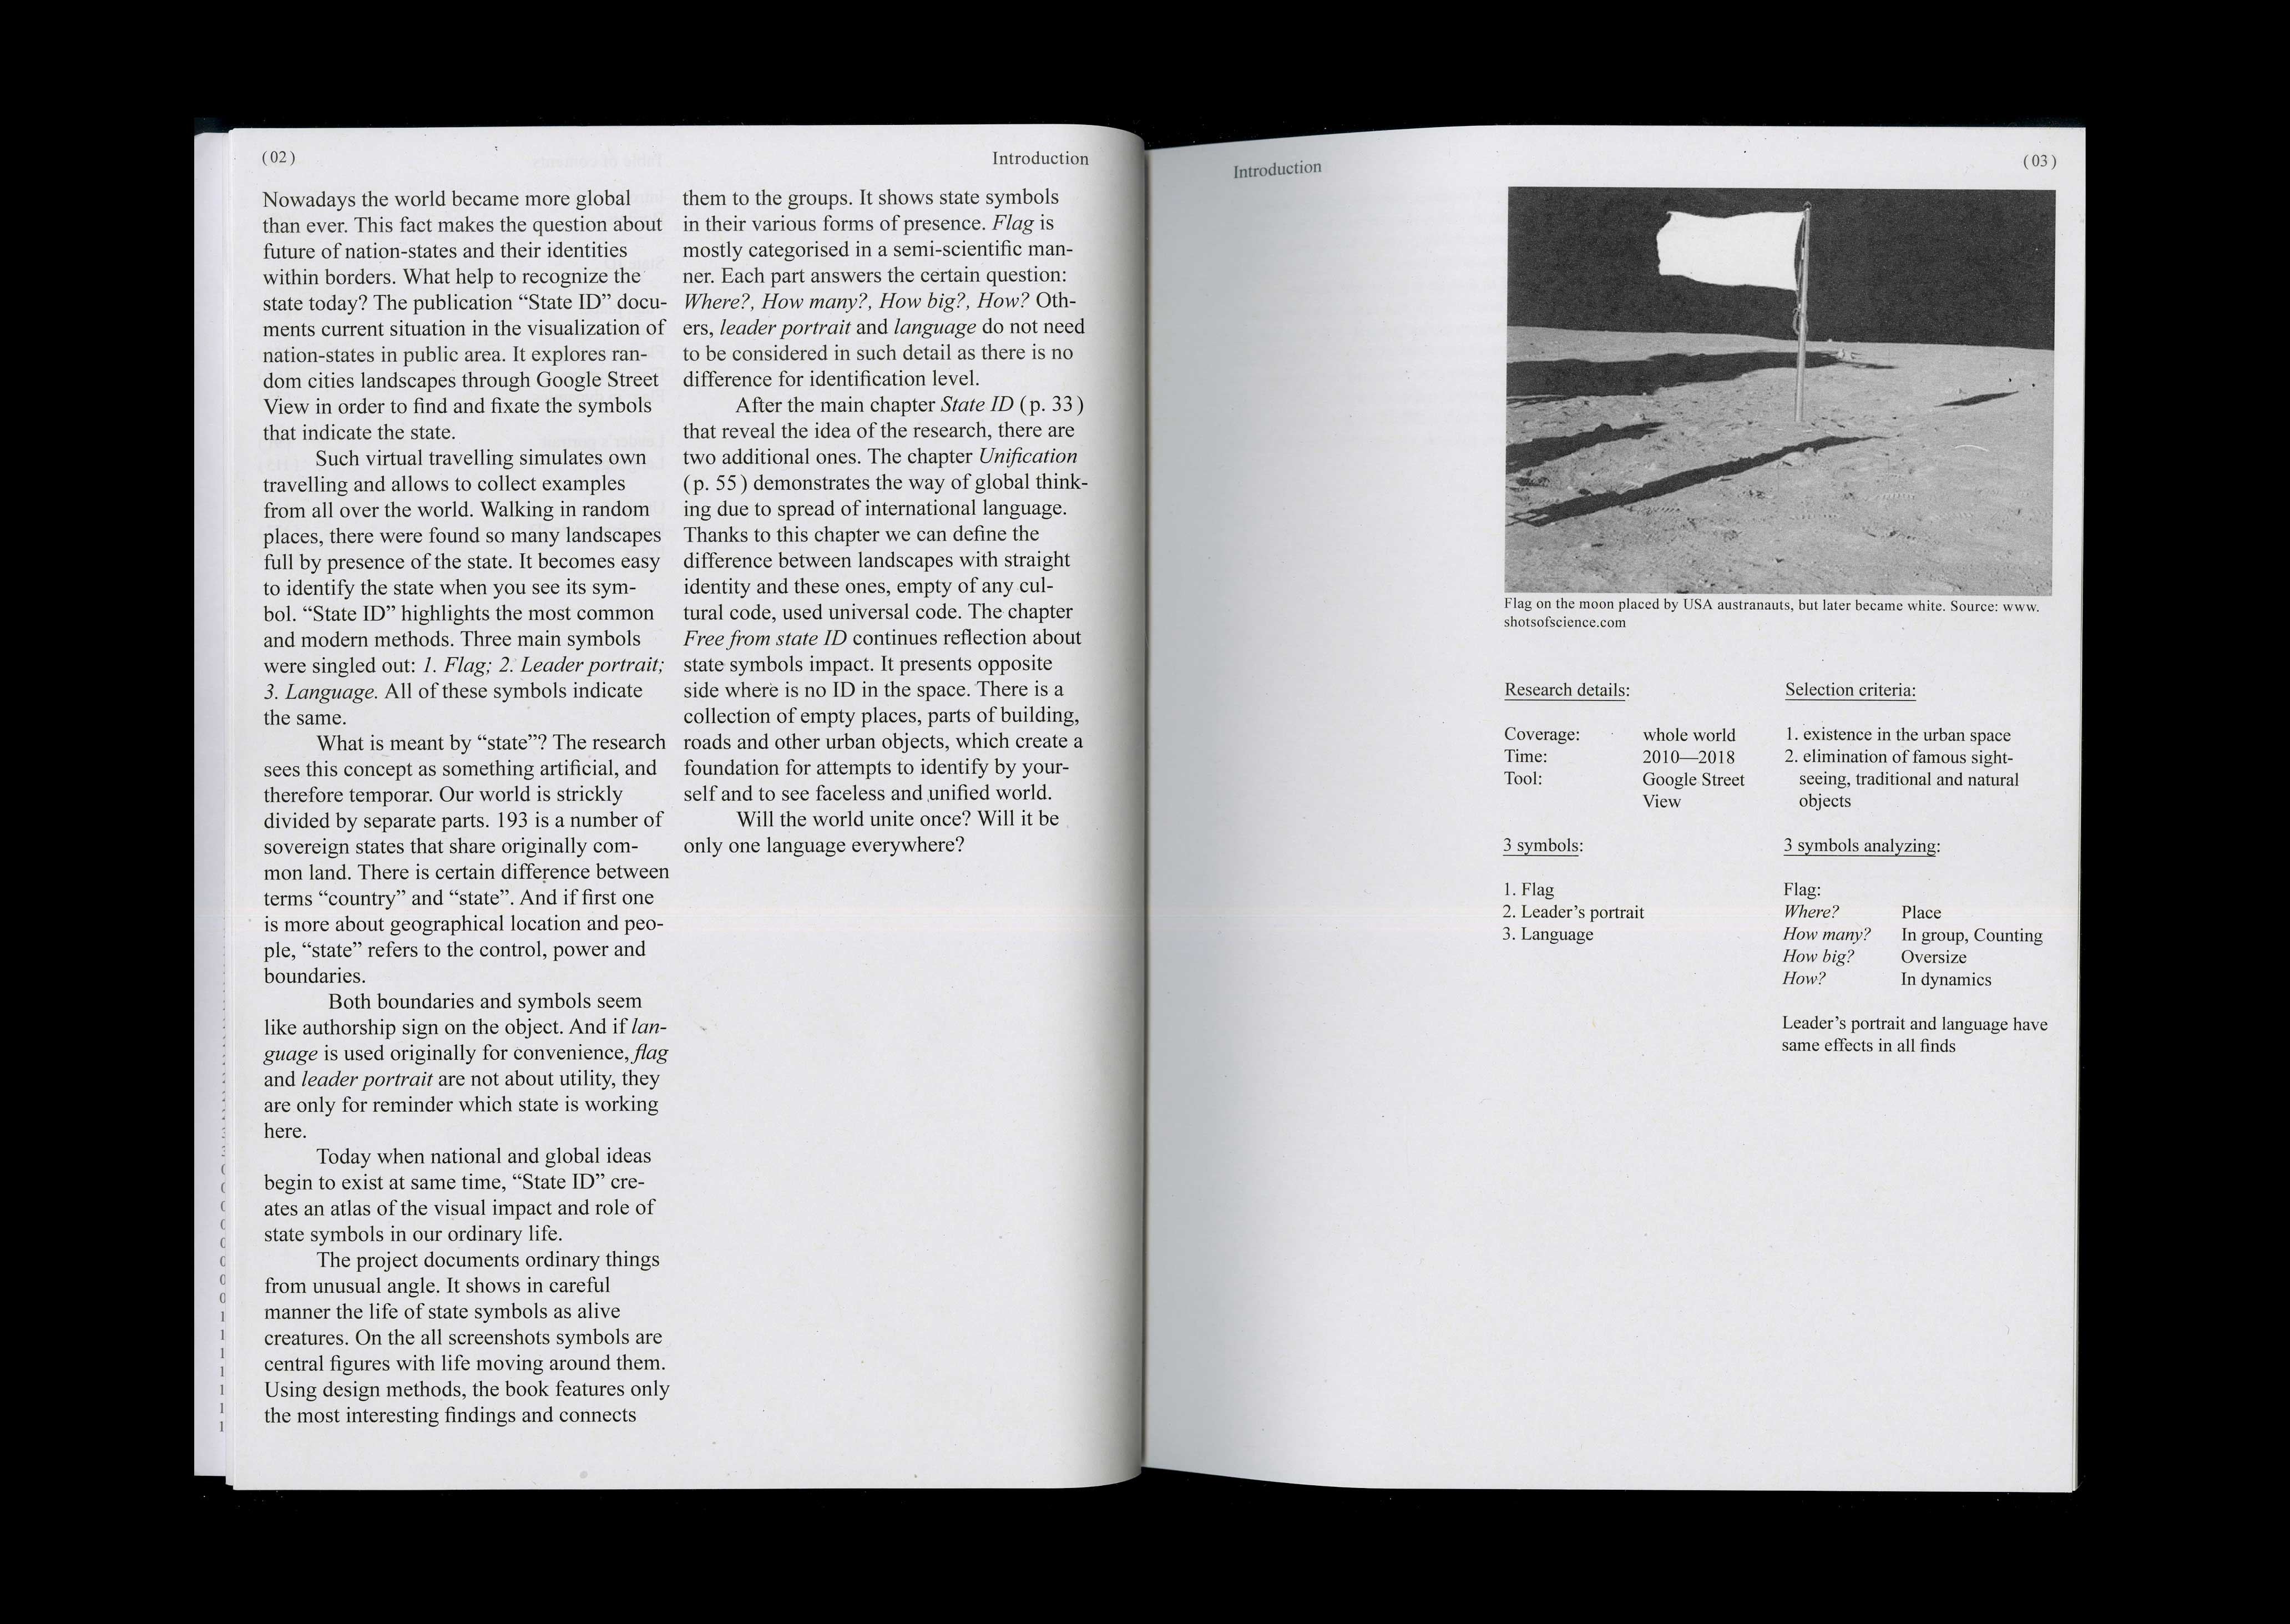 (02)
Introduction
Nowadays the world became more global
than ever. This fact makes the question about
future of nation-states and their identities
within borders. What help to recognize the
state today? The publication “State ID” docu-
ments current situation in the visualization of
nation-states in public area. It explores ran-
dom cities landscapes through Google Street
View in order to find and fixate the symbols
that indicate the state.
Such virtual travelling simulates own
travelling and allows to collect examples
from all over the world. Walking in random
places, there were found so many landscapes
full by presence of the state. It becomes easy
to identify the state when you see its sym-
bol. “State ID” highlights the most common
and modern methods. Three main symbols
were singled out: 1. Flag; 2. Leader portrait;
3. Language. All of these symbols indicate
the same.
What is meant by “state”? The research
sees this concept as something artificial, and
therefore temporar. Our world is strickly
divided by separate parts. 193 is a number of
sovereign states that share originally com-
mon land. There is certain difference between
terms “country” and “state”. And if first one
is more about geographical location and peo-
ple, “state” refers to the control, power and
boundaries.
Both boundaries and symbols seem
like authorship sign on the object. And if lan-
guage is used originally for convenience, flag
and leader portrait are not about utility, they
are only for reminder which state is working
here.
Today when national and global ideas
begin to exist at same time, “State ID” cre-
ates an atlas of the visual impact and role of
state symbols in our ordinary life.
The project documents ordinary things
from unusual angle. It shows in careful
manner the life of state symbols as alive
creatures. On the all screenshots symbols are
central figures with life moving around them.
Using design methods, the book features only
the most interesting findings and connects
them to the groups. It shows state symbols
in their various forms of presence. Flag is
mostly categorised in a semi-scientific man-
ner. Each part answers the certain question:
Where?, How many?, How big?, How? Oth-
ers, leader portrait and language do not need
to be considered in such detail as there is no
difference for identification level.
After the main chapter State ID (p. 33)
that reveal the idea of the research, there are
two additional ones. The chapter Unification
(p. 55) demonstrates the way of global think-
ing due to spread of international language.
Thanks to this chapter we can define the
difference between landscapes with straight
identity and these ones, empty of any cul-
tural code, used universal code. The chapter
Free from state ID continues reflection about
state symbols impact. It presents opposite
side where is no ID in the space. There is a
collection of empty places, parts of building,
roads and other urban objects, which create a
foundation for attempts to identify by your-
self and to see faceless and unified world.
Will the world unite once? Will it be
only one language everywhere?
Introduction
(03)
Flag on the moon placed by USA austranauts, but later became white. Source: www.
shotsofscience.com
Research details:
Coverage: whole world
Time: 2010—2018
Tool: Google Street
View
Selection criteria:
1. existence in the urban space
2. elimination of famous sight-
seeing, traditional and natural
objects
3 symbols:
1. Flag
2. Leader’s portrait
3. Language
3 symbols analyzing:
Flag:
Where? Place
How many? In group, Counting
How big? Oversize
How? In dynamics
Leader’s portrait and language have
same effects in all finds